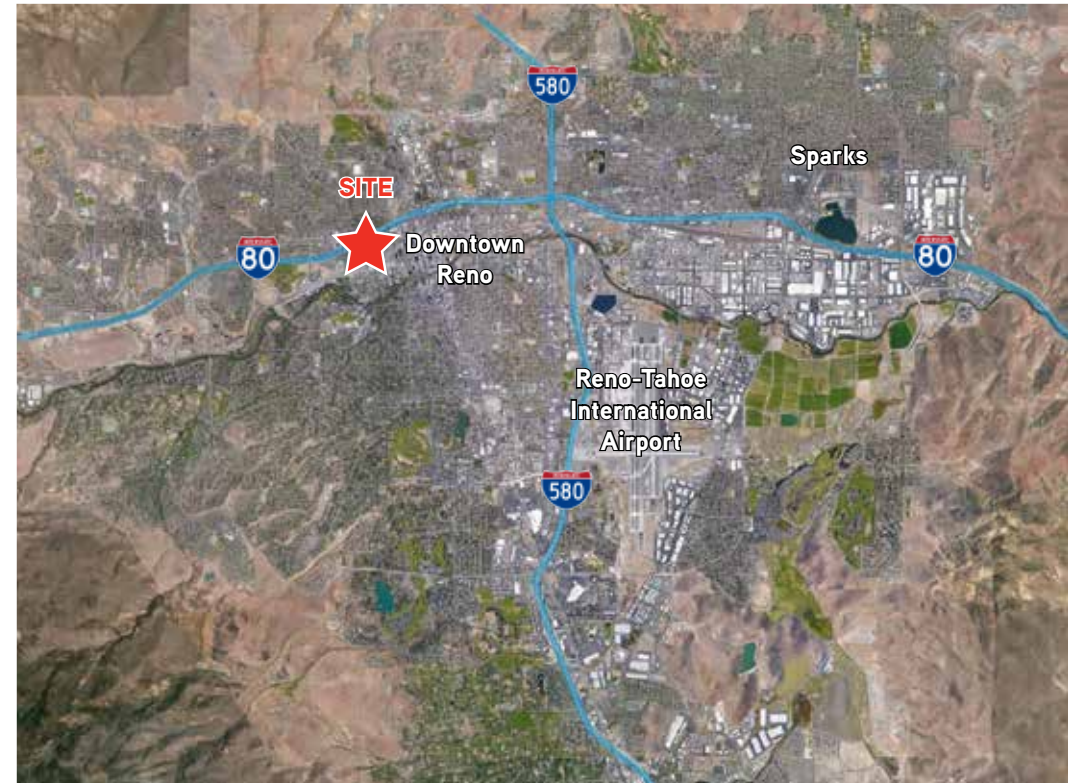 580
Sparks
SITE
Downtown
Reno
80
80
Reno-Tahoe
International
Airport
580